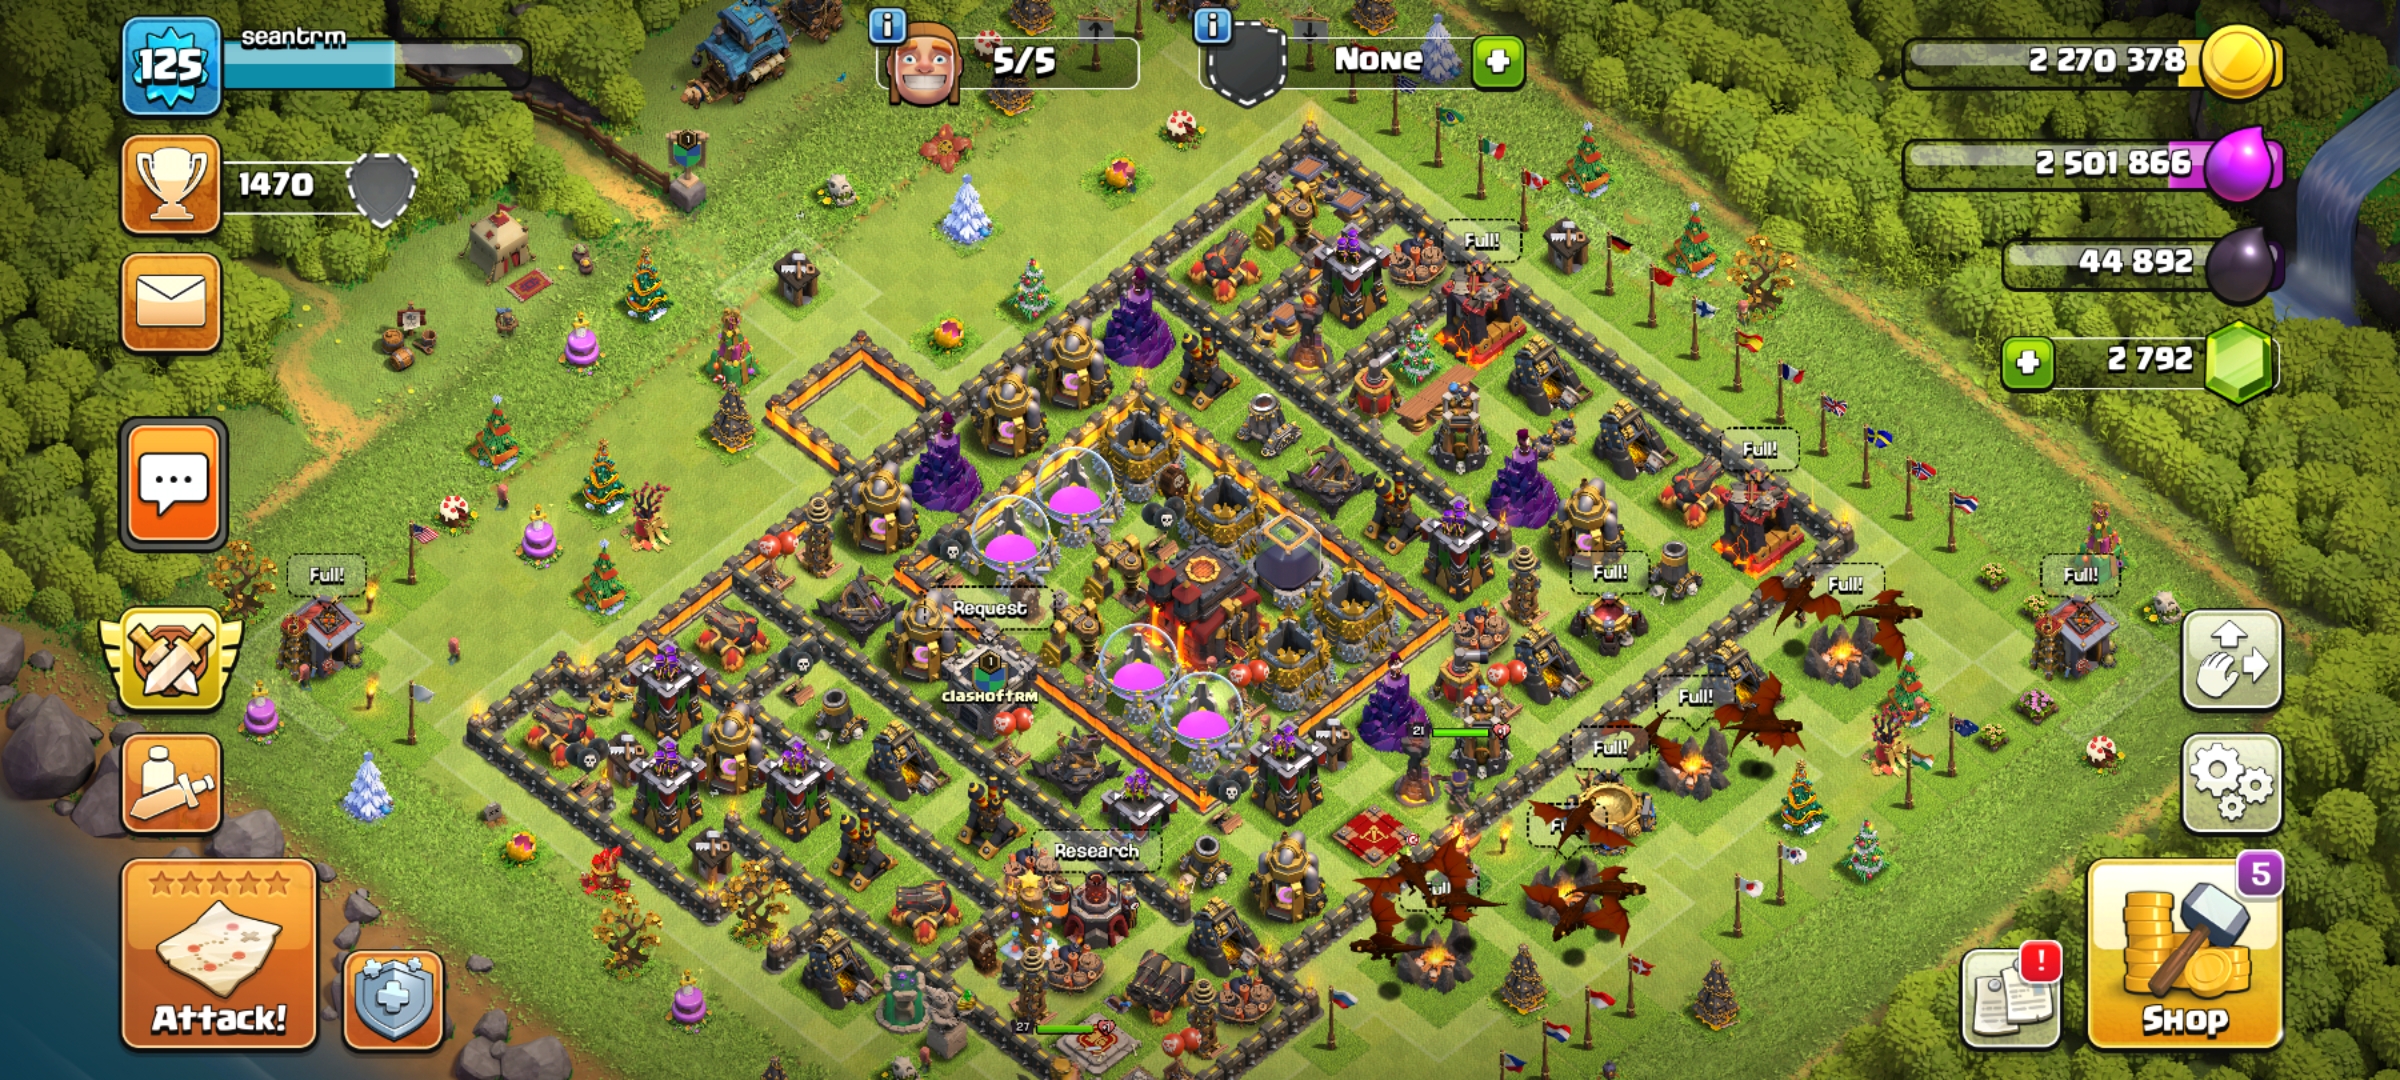 125
seantrm
5/5
None
2 270 378
1470
2 501 866
44 892
2 792
Full!
Full!
Full!
Full!
Full!
Full!
Request
1
clashoftRM
Full!
Full!
21
Research
27
Attack!
5
!
Shop